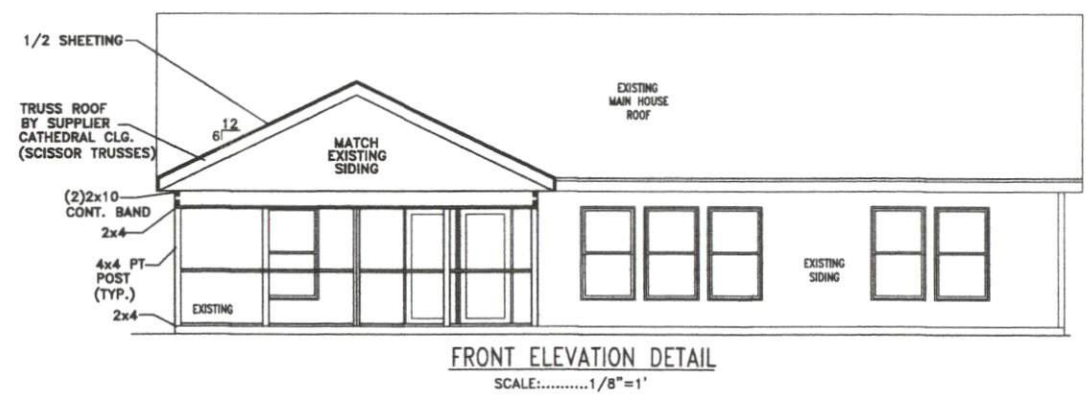 1/2 SHEETING
TRUSS ROOF
BY SUPPLIER
CATHEDRAL CLG.
(SCISSOR TRUSSES)
12
6
MATCH
EXISTING
SIDING
EXISTING
MAIN HOUSE
ROOF
(2)2x10
CONT. BAND
2x4
4x4 PT
POST
(TYP.)
2x4
EXISTING
EXISTING
SIDING
FRONT ELEVATION DETAIL
SCALE:..........1/8"=1'